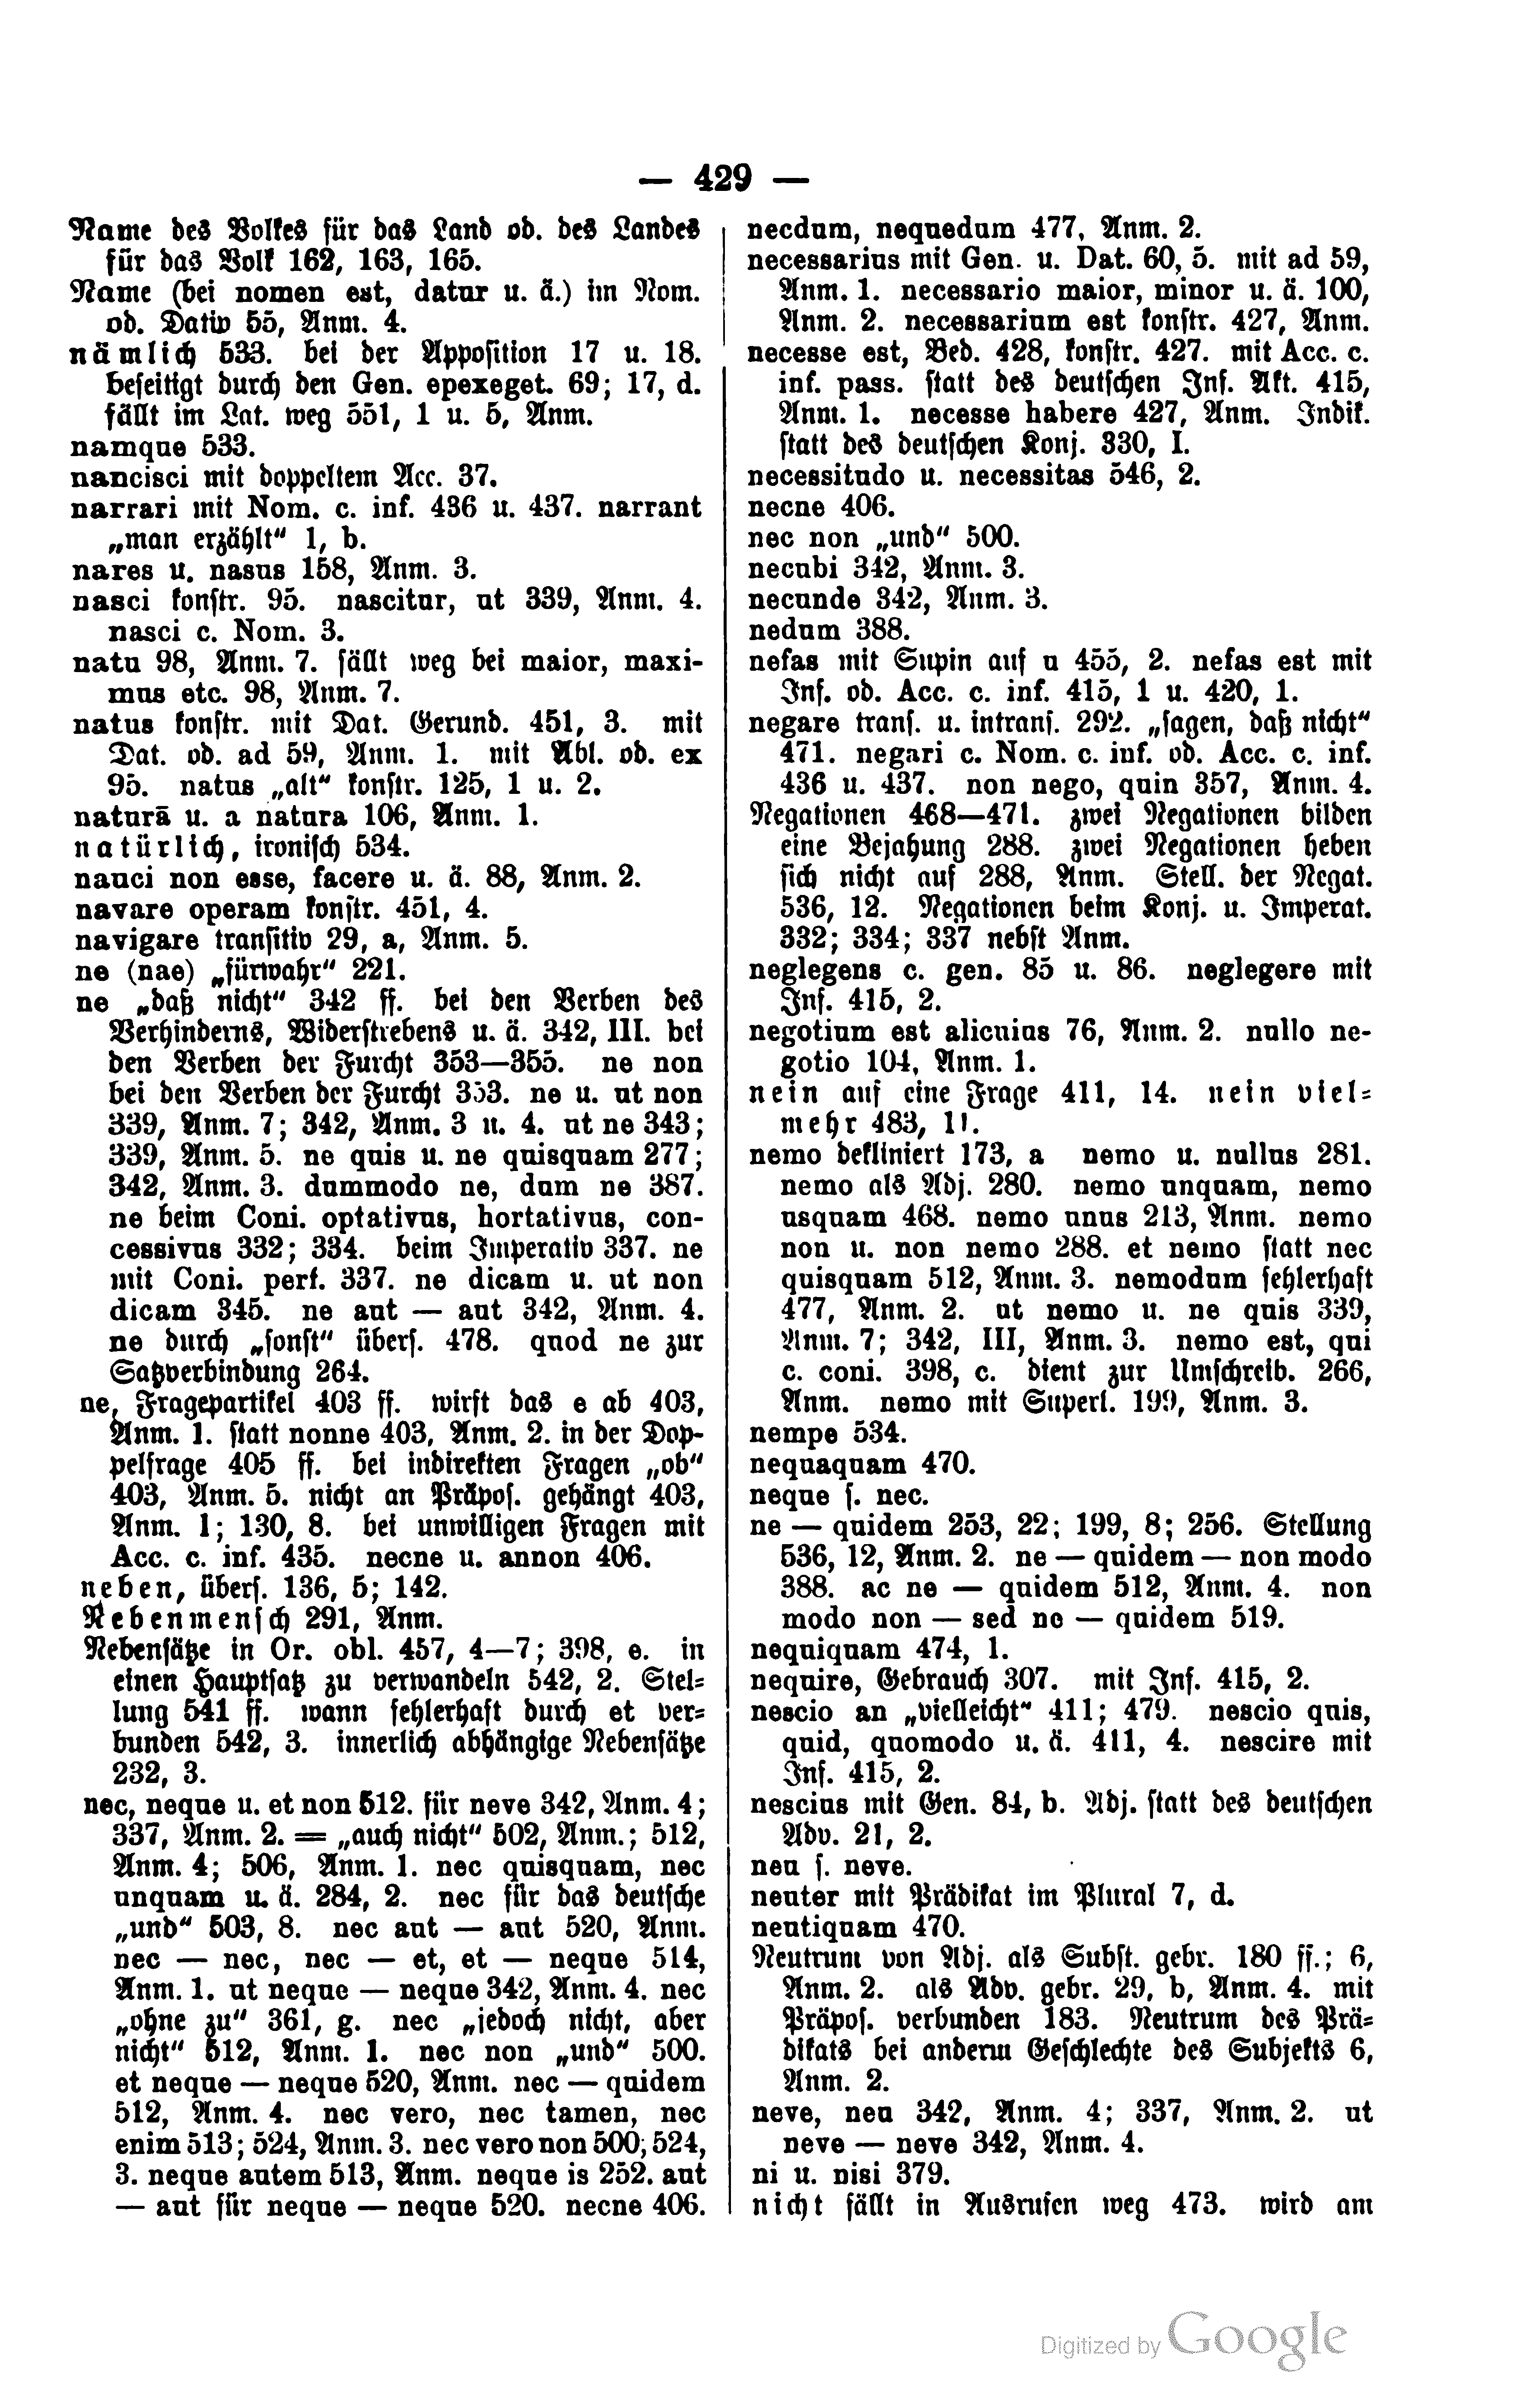 — 429 —
Name des Volkes für das Land od. des Landes
für das Volk 162, 163, 165.
Name (bei nomen est, datur u. ä.) im Nom.
od. Dativ 55, Anm. 4.
nämlich 533. bei der Apposition 17 u. 18.
beseitigt durch den Gen. epexeget. 69; 17, d.
fällt im Lat. weg 551, 1 u. 5, Anm.
namque 533.
nancisci mit doppeltem Acc. 37.
narrari mit Nom. c. inf. 436 u. 437. narrant
„man erzählt“ 1, b.
nares u. nasus 158, Anm. 3.
nasci konstr. 95. nascitur, ut 339, Anm. 4.
nasci c. Nom. 3.
natu 98, Anm. 7. fällt weg bei maior, maxi-
mus etc. 98, Anm. 7.
natus konstr. mit Dat. Gerund. 451, 3. mit
Dat. od. ad 59, Anm. 1. mit Abl. od. ex
95. natus „alt“ konstr. 125, 1 u. 2.
naturā u. a natura 106, Anm. 1.
natürlich, ironisch 534.
nauci non esse, facere u. ä. 88, Anm. 2.
navare operam konstr. 451, 4.
navigare transitiv 29, a, Anm. 5.
ne (nae) „fürwahr“ 221.
ne „daß nicht“ 342 ff. bei den Verben des
Verhinderns, Widerstrebens u. ä. 342, III. bei
den Verben der Furcht 353—355. ne non
bei den Verben der Furcht 353. ne u. ut non
339, Anm. 7; 342, Anm. 3 u. 4. ut ne 343;
339, Anm. 5. ne quis u. ne quisquam 277;
342, Anm. 3. dummodo ne, dum ne 387.
ne beim Coni. optativus, hortativus, con-
cessivus 332; 334. beim Imperativ 337. ne
mit Coni. perf. 337. ne dicam u. ut non
dicam 345. ne aut — aut 342, Anm. 4.
ne durch „sonst“ übers. 478. quod ne zur
Satzverbindung 264.
ne, Fragepartikel 403 ff. wirft das e ab 403,
Anm. 1. statt nonne 403, Anm. 2. in der Dop-
pelfrage 405 ff. bei indirekten Fragen „ob“
403, Anm. 5. nicht an Präpos. gehängt 403,
Anm. 1; 130, 8. bei unwilligen Fragen mit
Acc. c. inf. 435. necne u. annon 406.
neben, übers. 136, 5; 142.
Nebenmensch 291, Anm.
Nebensätze in Or. obl. 457, 4—7; 398, e. in
einen Hauptsatz zu verwandeln 542, 2. Stel-
lung 541 ff. wann fehlerhaft durch et ver-
bunden 542, 3. innerlich abhängige Nebensätze
232, 3.
nec, neque u. et non 512. für neve 342, Anm. 4;
337, Anm. 2. = „auch nicht“ 502, Anm.; 512,
Anm. 4; 506, Anm. 1. nec quisquam, nec
unquam u. ä. 284, 2. nec für das deutsche
„und“ 503, 8. nec aut — aut 520, Anm.
nec — nec, nec — et, et — neque 514,
Anm. 1. ut neque — neque 342, Anm. 4. nec
„ohne zu“ 361, g. nec „jedoch nicht, aber
nicht“ 512, Anm. 1. nec non „und“ 500.
et neque — neque 520, Anm. nec — quidem
512, Anm. 4. nec vero, nec tamen, nec
enim 513; 524, Anm. 3. nec vero non 500; 524,
3. neque autem 513, Anm. neque is 252. aut
— aut für neque — neque 520. necne 406.
necdum, nequedum 477, Anm. 2.
necessarius mit Gen. u. Dat. 60, 5. mit ad 59,
Anm. 1. necessario maior, minor u. ä. 100,
Anm. 2. necessarium est konstr. 427, Anm.
necesse est, Bed. 428, konstr. 427. mit Acc. c.
inf. pass. statt des deutschen Inf. Akt. 415,
Anm. 1. necesse habere 427, Anm. Indik.
statt des deutschen Konj. 330, I.
necessitudo u. necessitas 546, 2.
necne 406.
nec non „und“ 500.
necubi 342, Anm. 3.
necunde 342, Anm. 3.
nedum 388.
nefas mit Supin auf u 455, 2. nefas est mit
Inf. od. Acc. c. inf. 415, 1 u. 420, 1.
negare trans. u. intrans. 292. „sagen, daß nicht“
471. negari c. Nom. c. inf. od. Acc. c. inf.
436 u. 437. non nego, quin 357, Anm. 4.
Negationen 468—471. zwei Negationen bilden
eine Bejahung 288. zwei Negationen heben
sich nicht auf 288, Anm. Stell. der Negat.
536, 12. Negationen beim Konj. u. Imperat.
332; 334; 337 nebst Anm.
neglegens c. gen. 85 u. 86. neglegere mit
Inf. 415, 2.
negotium est alicuius 76, Anm. 2. nullo ne-
gotio 104, Anm. 1.
nein auf eine Frage 411, 14. nein viel-
mehr 483, 11.
nemo dekliniert 173, a nemo u. nullus 281.
nemo als Adj. 280. nemo unquam, nemo
usquam 468. nemo unus 213, Anm. nemo
non u. non nemo 288. et nemo statt nec
quisquam 512, Anm. 3. nemodum fehlerhaft
477, Anm. 2. ut nemo u. ne quis 339,
Anm. 7; 342, III, Anm. 3. nemo est, qui
c. coni. 398, c. dient zur Umschreib. 266,
Anm. nemo mit Superl. 199, Anm. 3.
nempe 534.
nequaquam 470.
neque s. nec.
ne — quidem 253, 22; 199, 8; 256. Stellung
536, 12, Anm. 2. ne — quidem — non modo
388. ac ne — quidem 512, Anm. 4. non
modo non — sed ne — quidem 519.
nequiquam 474, 1.
nequire, Gebrauch 307. mit Inf. 415, 2.
nescio an „vielleicht“ 411; 479. nescio quis,
quid, quomodo u. ä. 411, 4. nescire mit
Inf. 415, 2.
nescius mit Gen. 84, b. Adj. statt des deutschen
Adv. 21, 2.
neu s. neve.
neuter mit Prädikat im Plural 7, d.
neutiquam 470.
Neutrum von Adj. als Subst. gebr. 180 ff.; 6,
Anm. 2. als Adv. gebr. 29, b, Anm. 4. mit
Präpos. verbunden 183. Neutrum des Prä-
dikats bei anderm Geschlechte des Subjekts 6,
Anm. 2.
neve, neu 342, Anm. 4; 337, Anm. 2. ut
neve — neve 342, Anm. 4.
ni u. nisi 379.
nicht fällt in Ausrufen weg 473. wird am
Digitized by Google